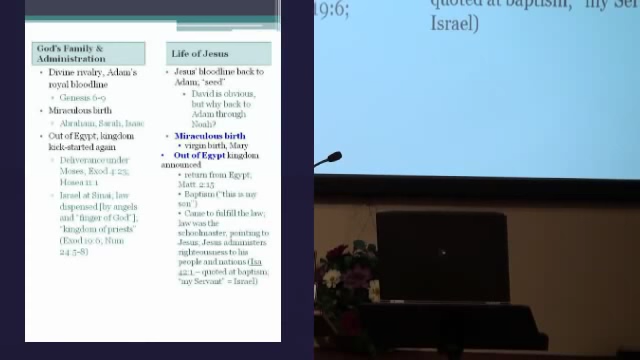 God's Family &
Administration
Divine rivalry, Adam's
royal bloodline
Genesis 6-9
Miraculous birth
Abraham, Sarah, Isaac
Out of Egypt, kingdom
kick-started again
Deliverance under
Moses; Exod 4:23;
Hosea 11:1
Israel at Sinai; law
dispensed [by angels
and "finger of God"];
"kingdom of priests"
(Exod 19:6; Num
24:5-8)
Life of Jesus
Jesus' bloodline back to
Adam, "seed"
David is obvious,
but why back to
Adam through
Noah?
Miraculous birth
virgin birth, Mary
Out of Egypt kingdom
announced
return from Egypt;
Matt 2:15
Baptism ("this is my
son")
Came to fulfill the law;
law was the
schoolmaster, pointing to
Jesus; Jesus administers
righteousness to his
people and nations (Isa
42:1 – quoted at baptism;
"my Servant" = Israel)
19:6;
quoted at baptism; "my Ser
Israel)